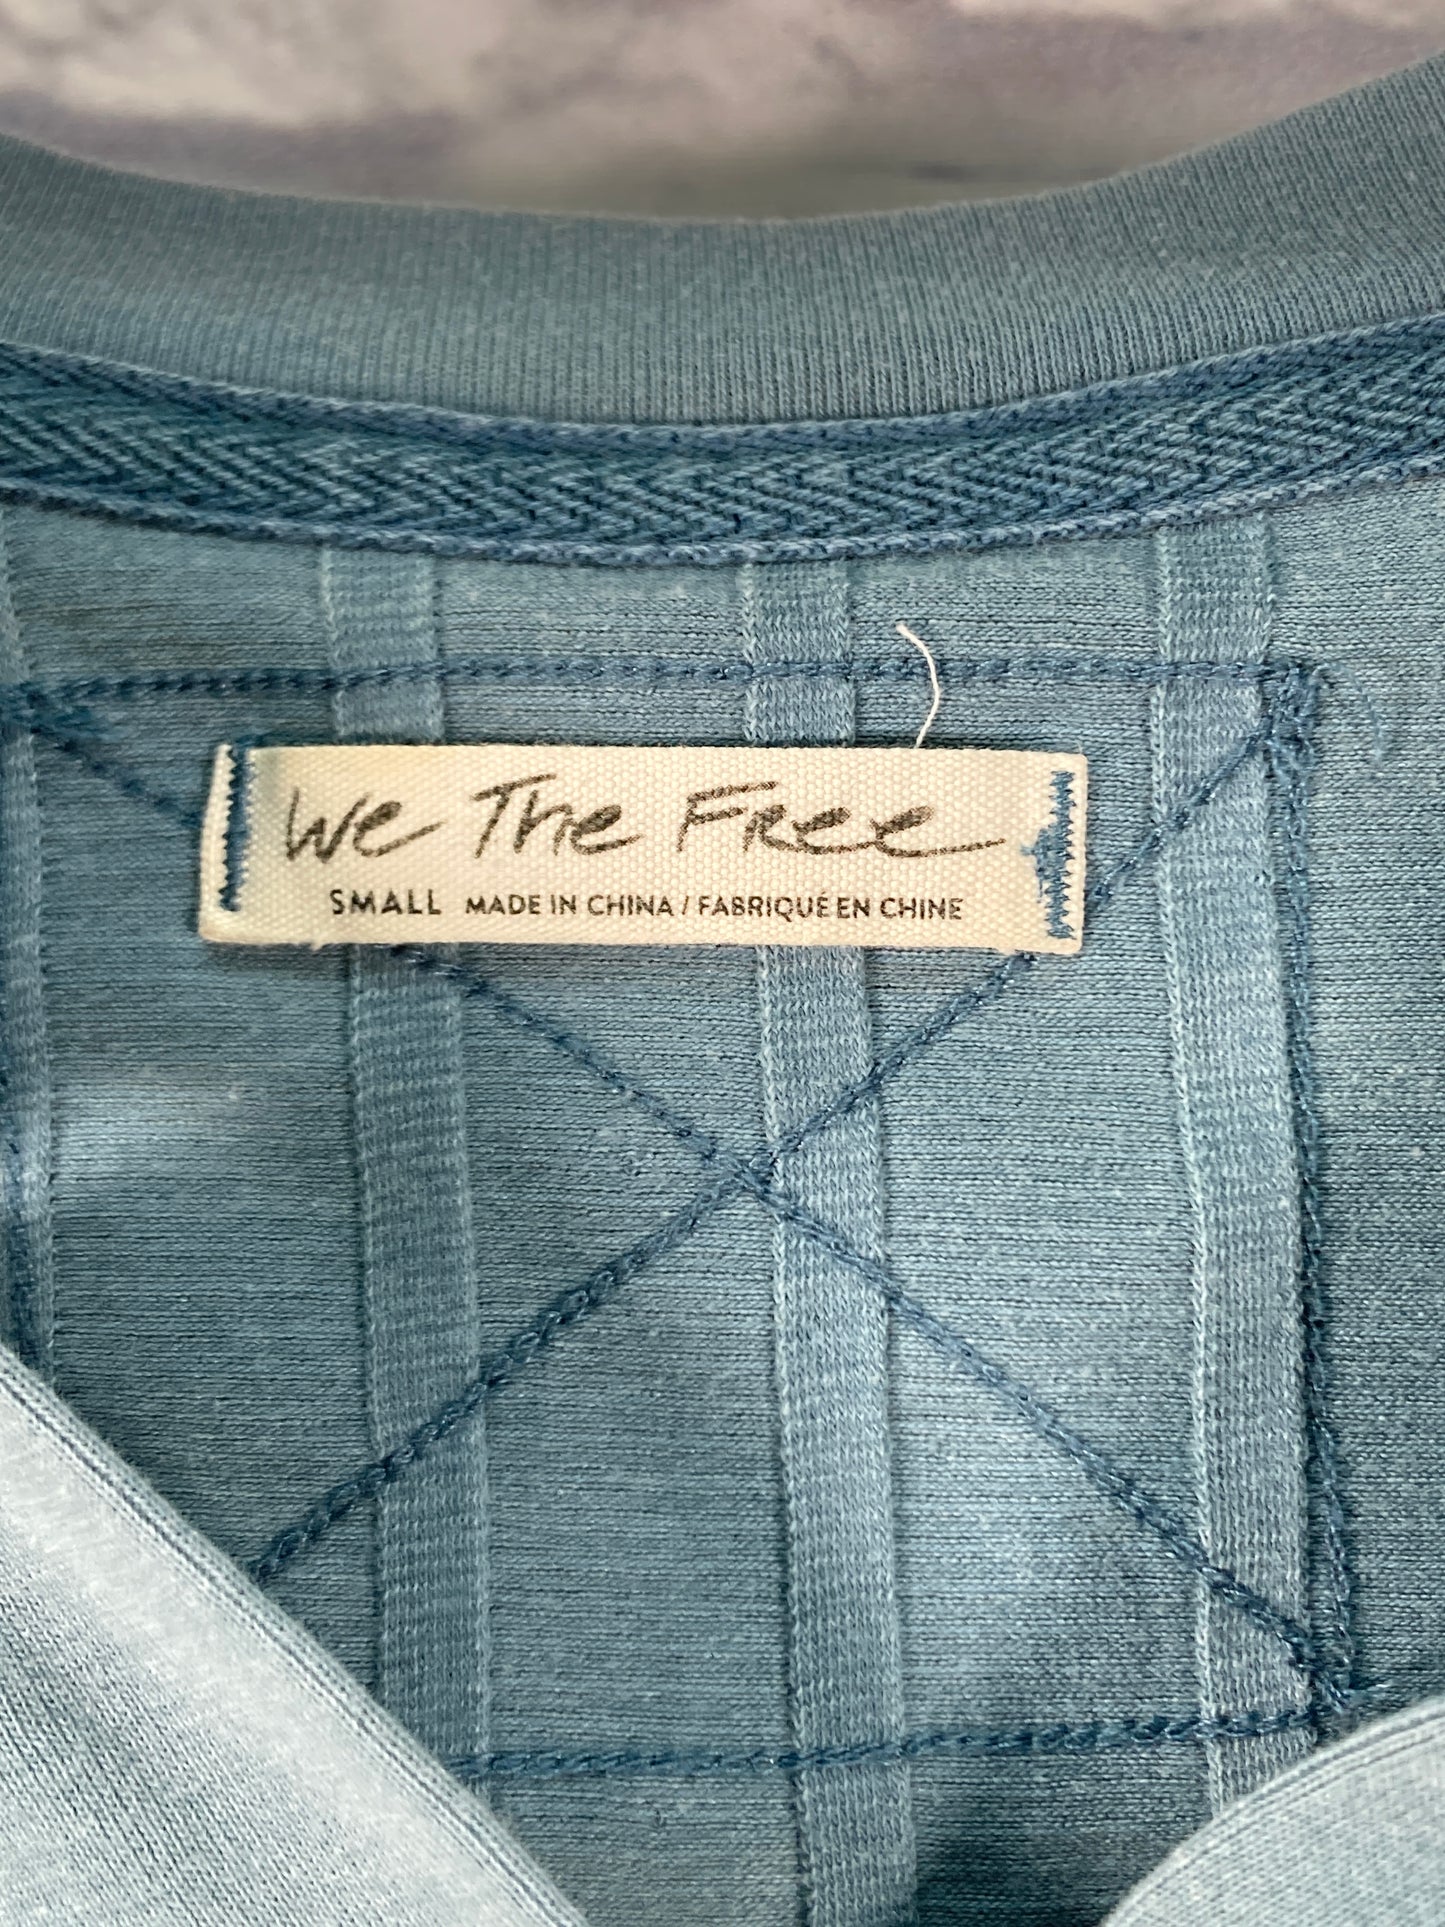 We The Free
SMALL MADE IN CHINA / FABRIQUÉ EN CHINE